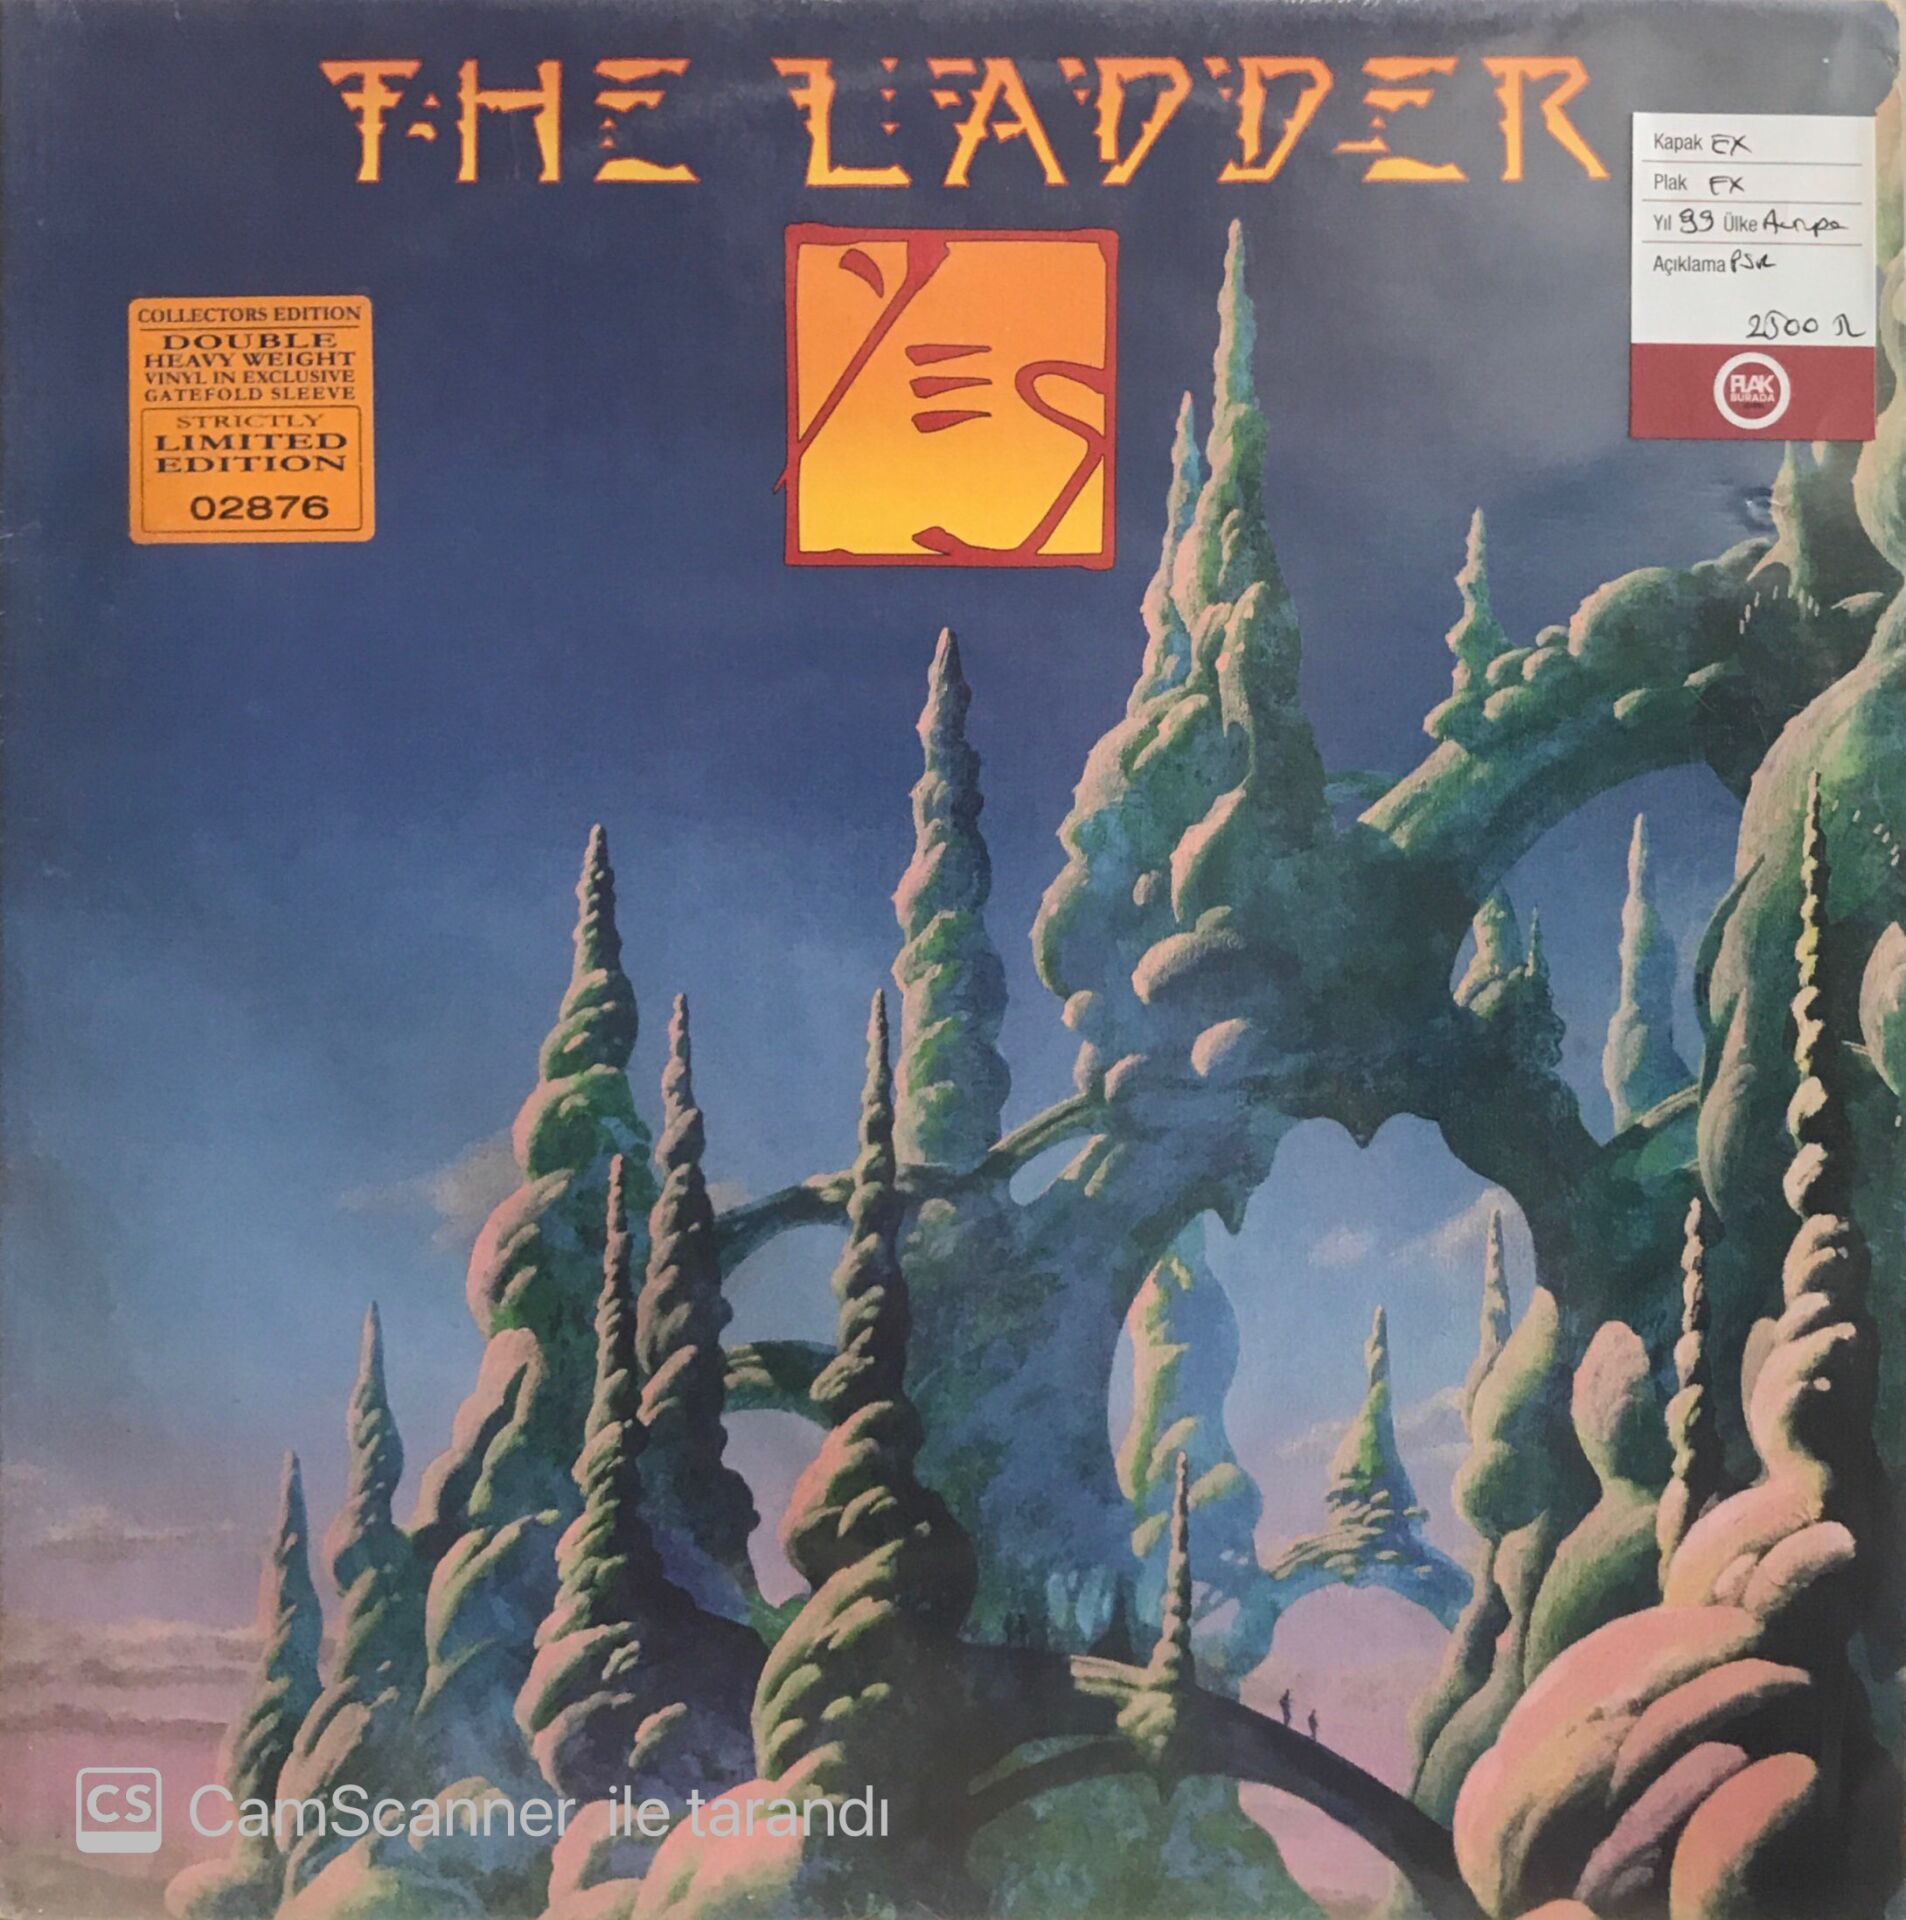 THE LADDER
YES
COLLECTORS EDITION
DOUBLE
HEAVY WEIGHT
VINYL IN EXCLUSIVE
GATEFOLD SLEEVE
STRICTLY
LIMITED
EDITION
02876
Kapak EX
Plak EX
Yıl 99 Ülke Avrupa
Açıklama
2500 TL
PLAK
BURADA
CS CamScanner ile tarandı